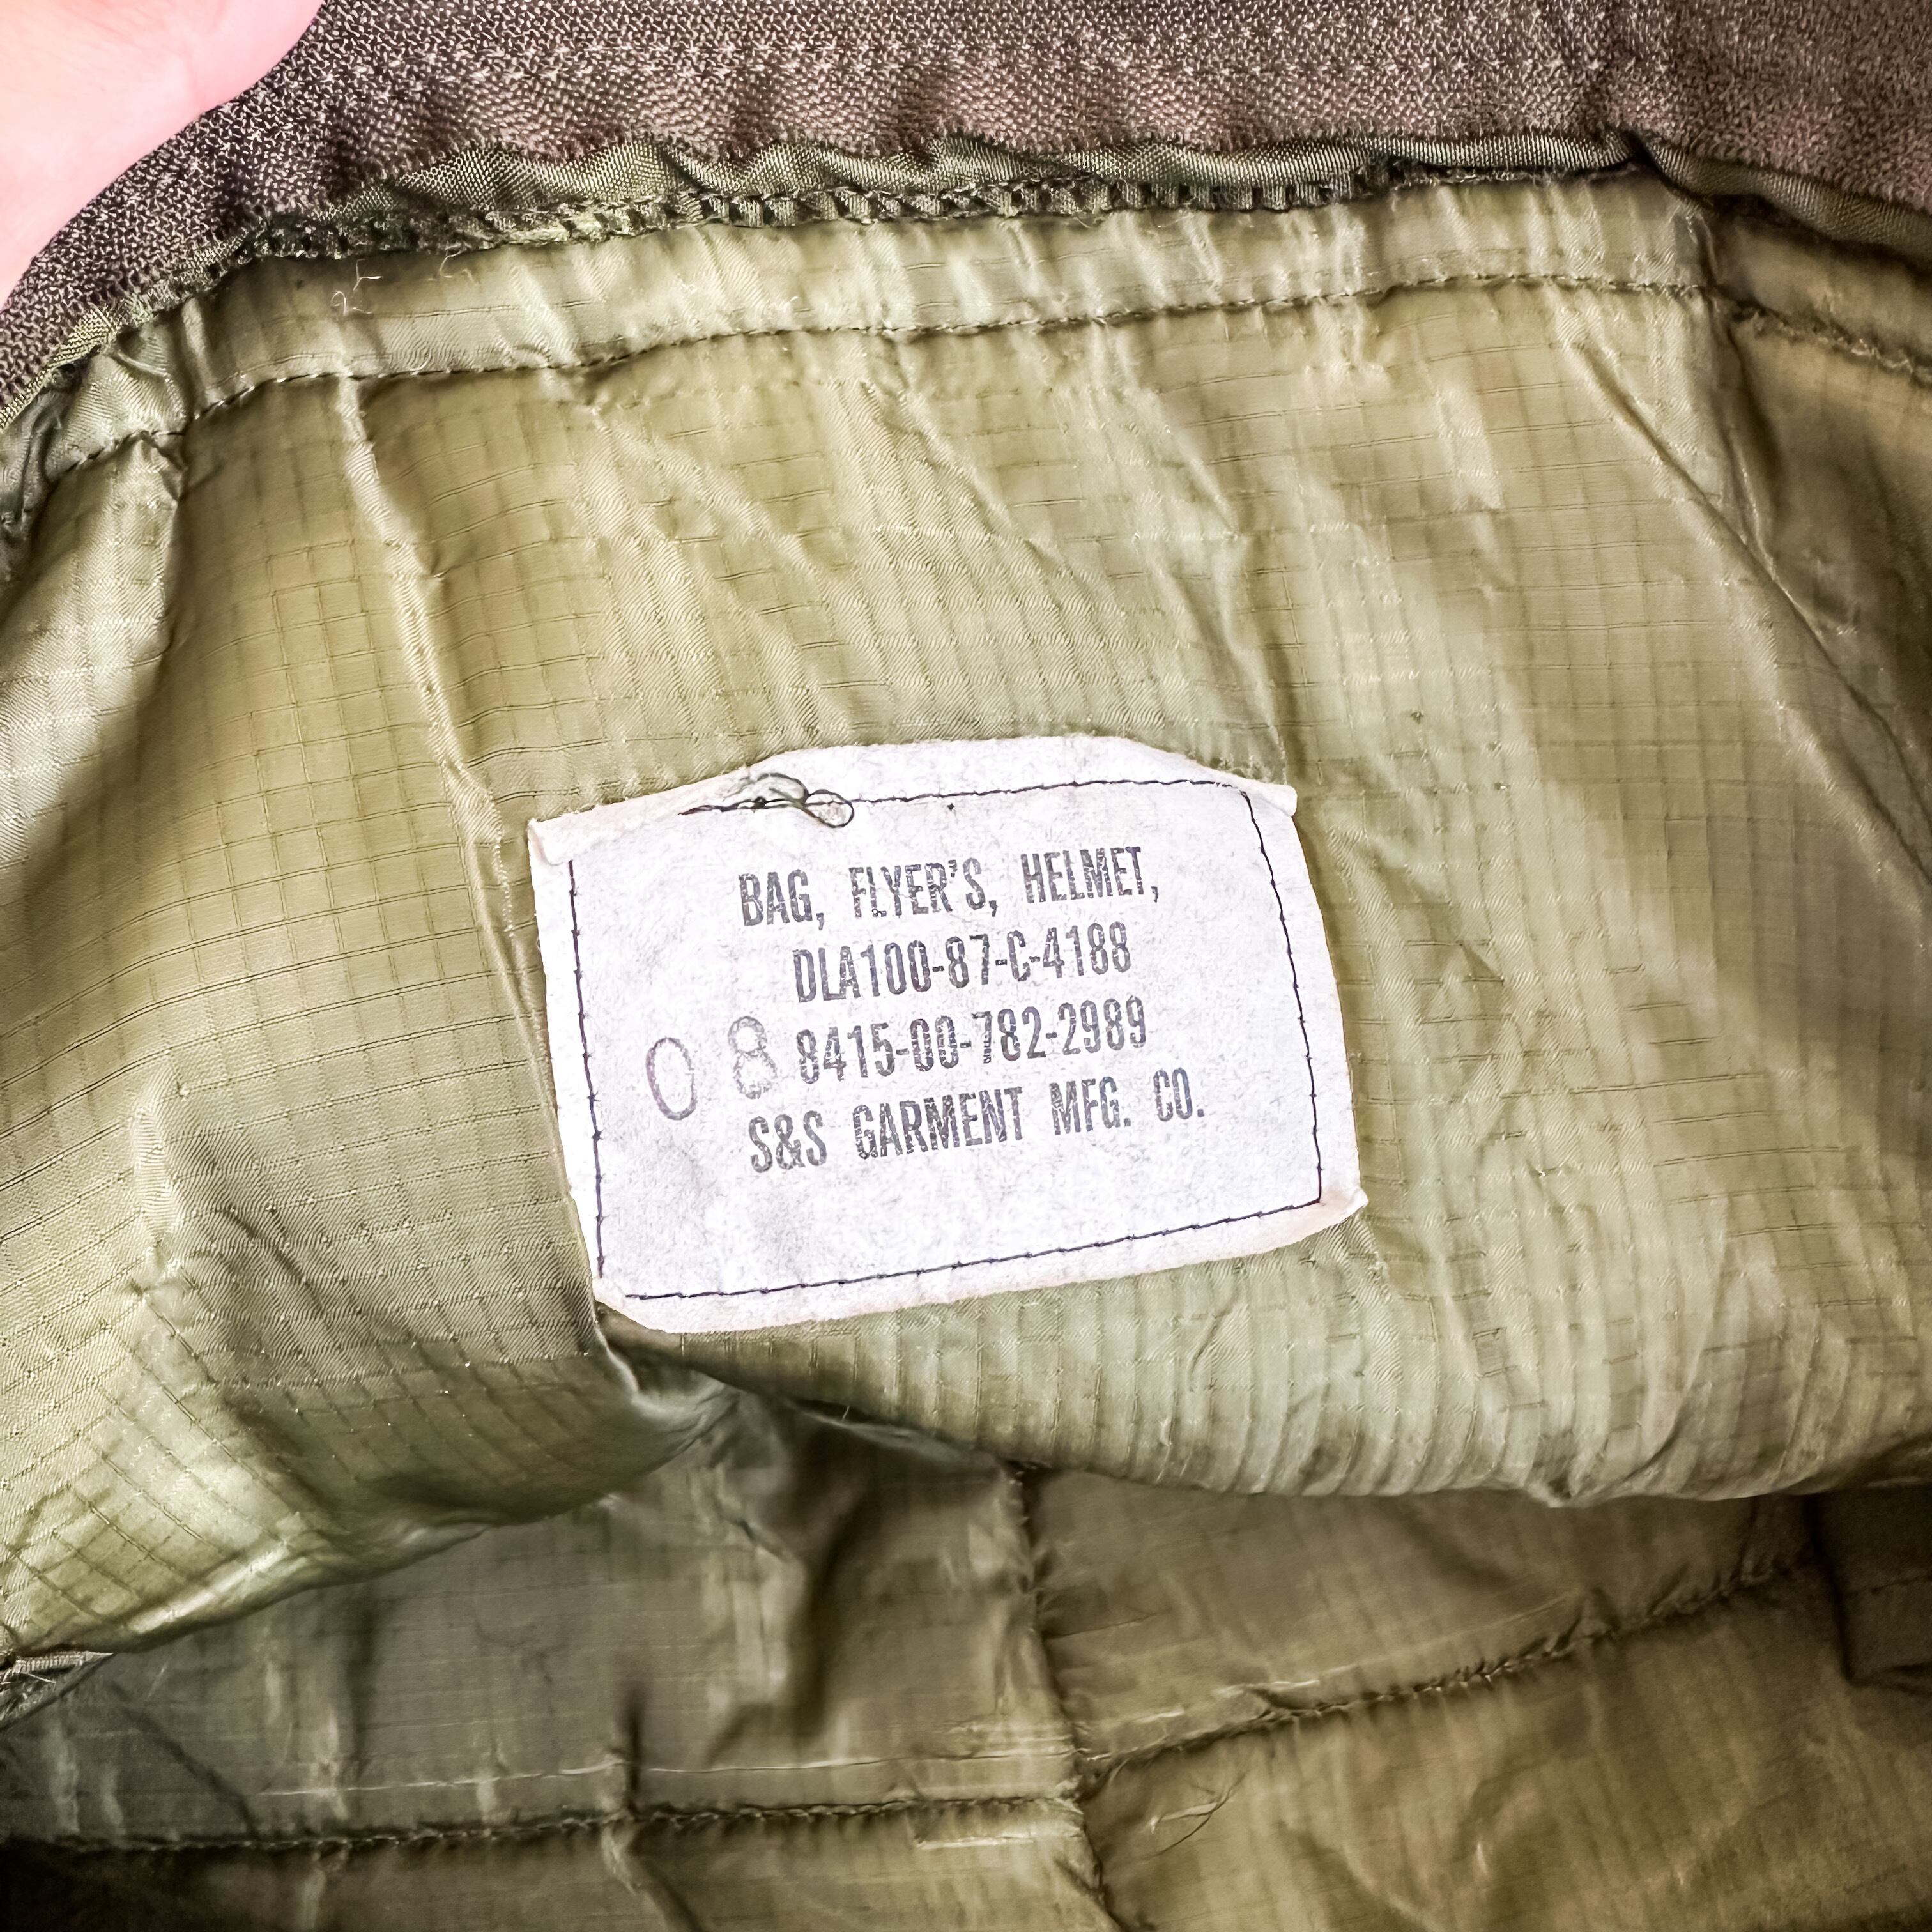 BAG, FLYER'S, HELMET,
DLA100-87-C-4188
08 8415-00-782-2989
S&S GARMENT MFG. CO.